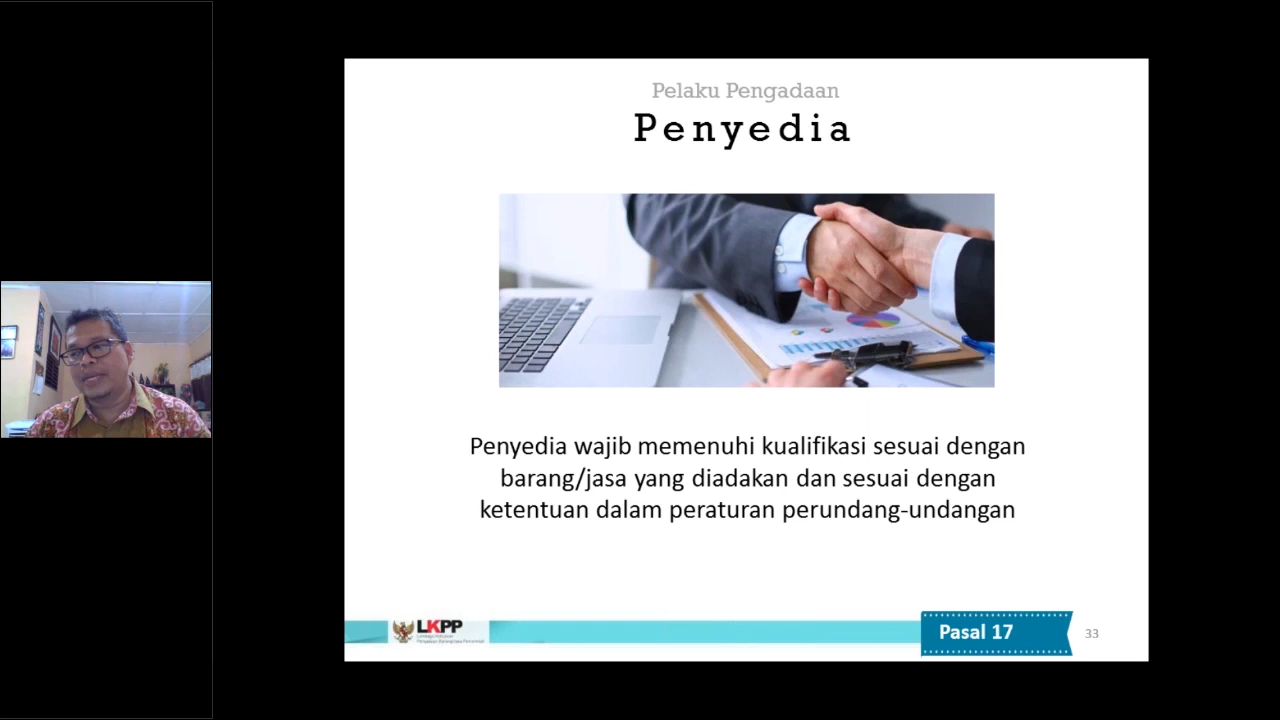 Pelaku Pengadaan
Penyedia
Penyedia wajib memenuhi kualifikasi sesuai dengan
barang/jasa yang diadakan dan sesuai dengan
ketentuan dalam peraturan perundang-undangan
LKPP
Pasal 17
33